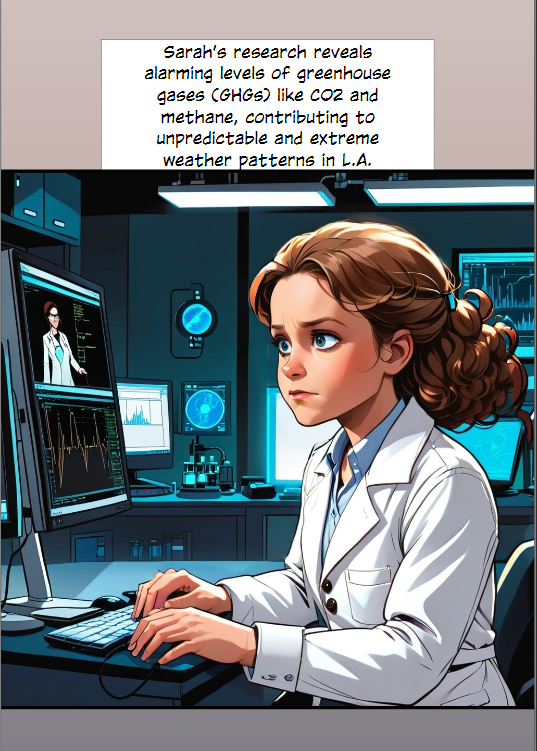 Sarah's research reveals
alarming levels of greenhouse
gases (GHGs) like CO2 and
methane, contributing to
unpredictable and extreme
weather patterns in L.A.